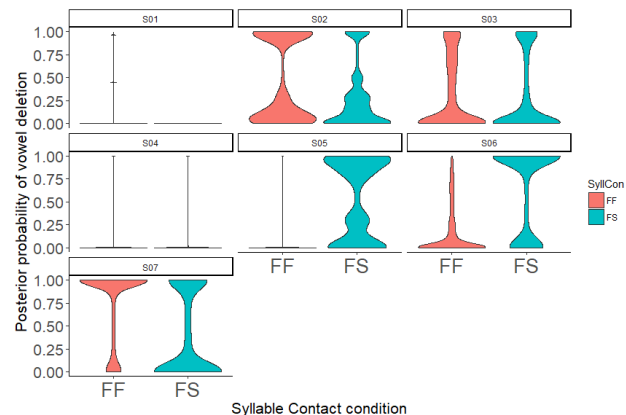 S01 S02 S03
1.00
0.75
0.50
0.25
0.00
S04 S05 S06
1.00
0.75
0.50
0.25
0.00
FF FS FF FS
S07
1.00
0.75
0.50
0.25
0.00
FF FS
Posterior probability of vowel deletion
Syllable Contact condition
SyllCon
FF
FS